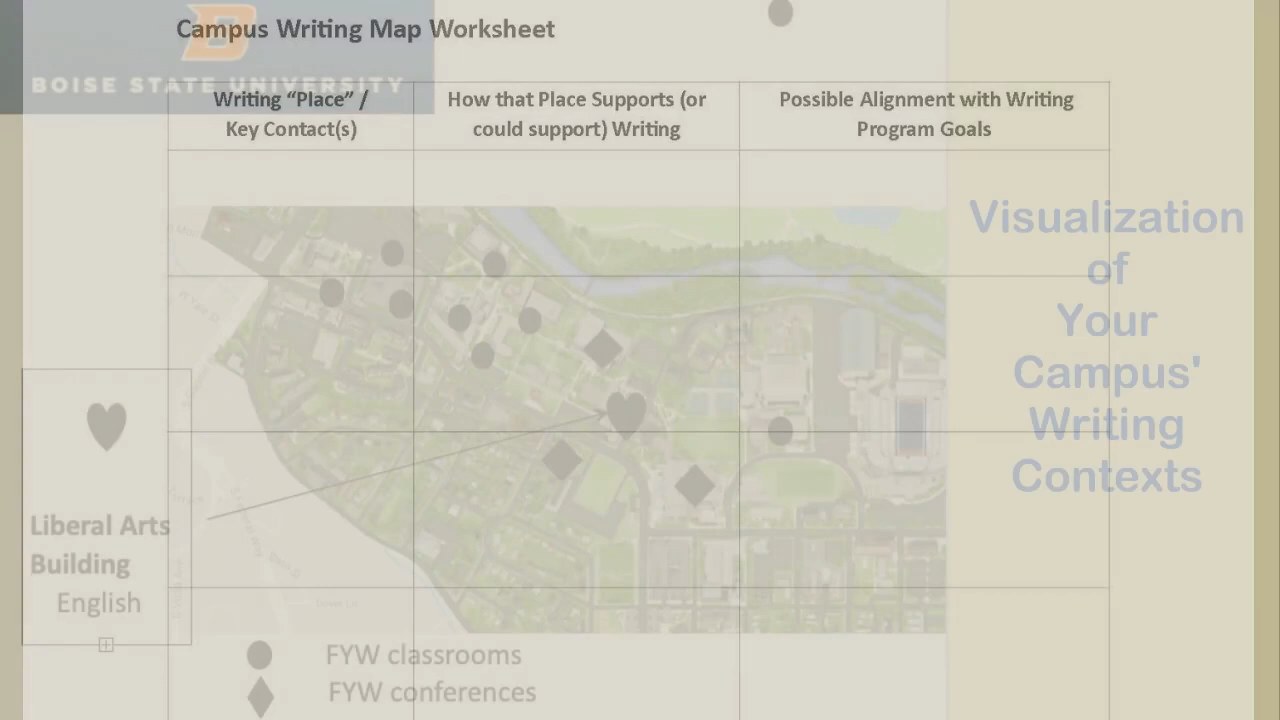 Campus Writing Map Worksheet
BOISE STATE UNIVERSITY
Writing “Place” /
Key Contact(s)
How that Place Supports (or
could support) Writing
Possible Alignment with Writing
Program Goals
Visualization
of
Your
Campus'
Writing
Contexts
Liberal Arts
Building
English
FYW classrooms
FYW conferences